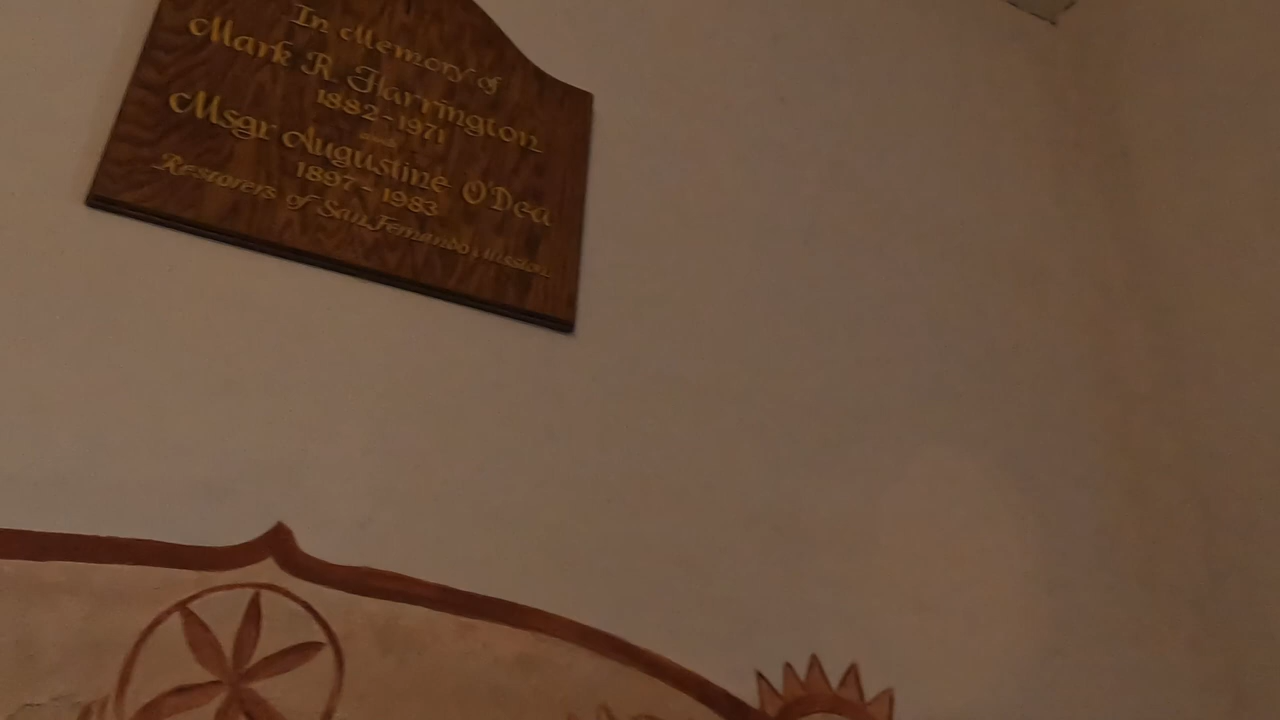 In Memory of
Mark R. Harrington
1882-1971
and
Msgr Augustine O'Dea
1897-1983
Restorers of San Fernando Mission